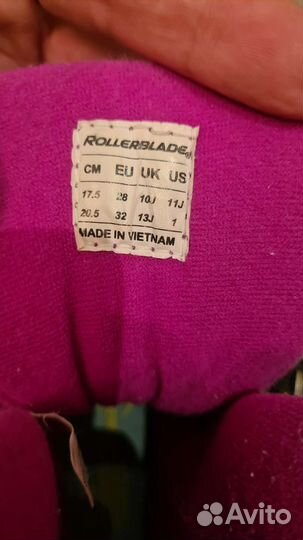 ROLLERBLADE®
CM EU UK US
17.5 28 10J 11J
20.5 32 13J 1
MADE IN VIETNAM
Avito